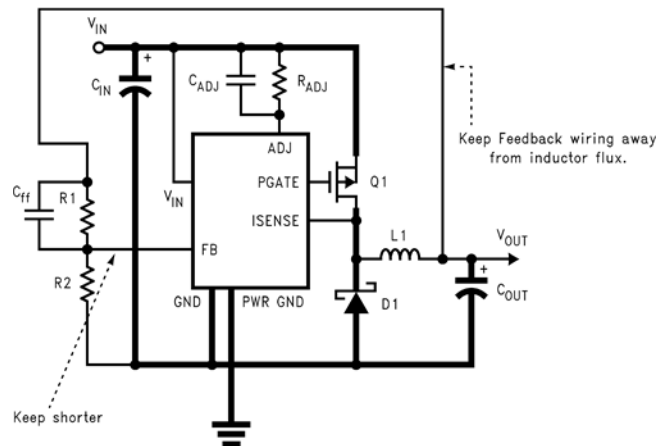 VIN
+
CIN
CADJ
RADJ
ADJ
Keep Feedback wiring away
from inductor flux.
PGATE
Q1
Cff
R1
VIN
ISENSE
L1
VOUT
FB
+
R2
GND
PWR GND
D1
COUT
Keep shorter